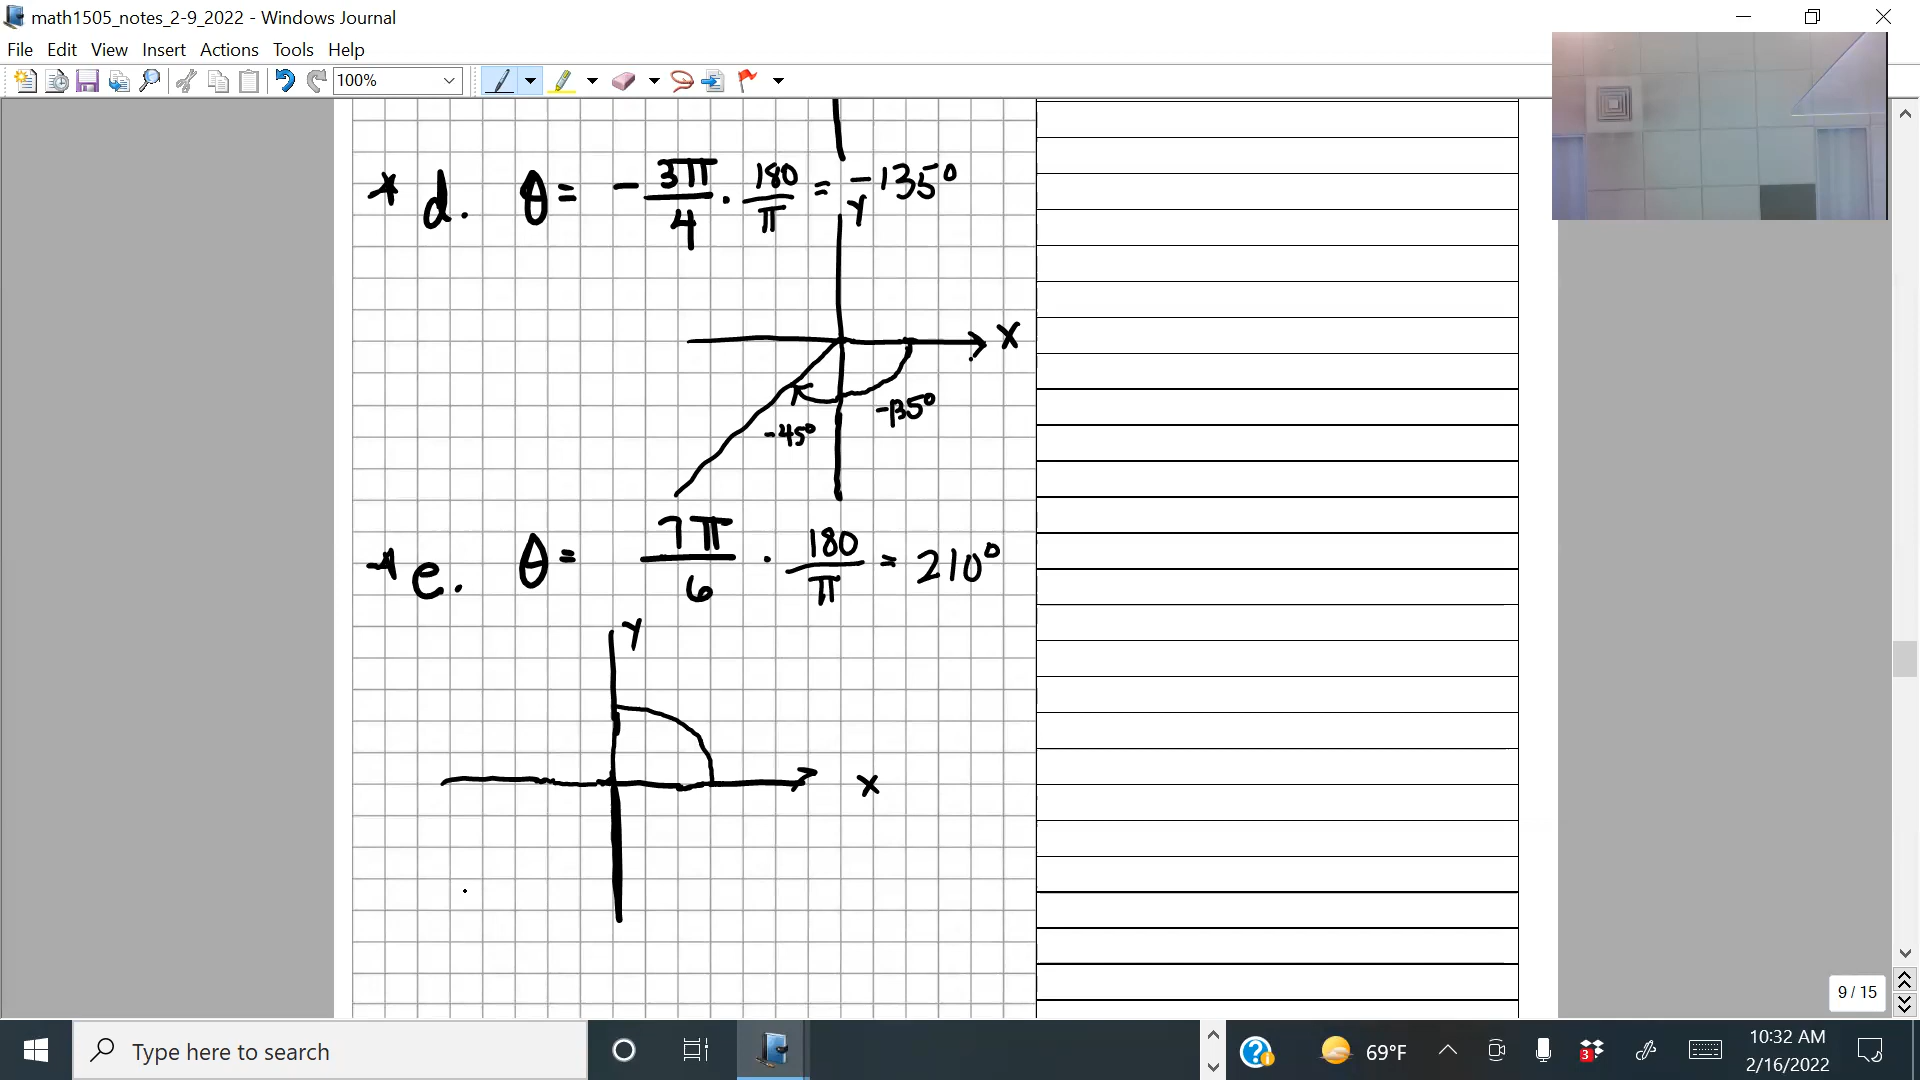 math1505_notes_2-9_2022 - Windows Journal
File Edit View Insert Actions Tools Help
100%
* d. θ = - 3π/4 · 180/π = -135°
y
x
-135°
-45°
* e. θ = 7π/6 · 180/π = 210°
y
x
9 / 15
Type here to search
3
69°F
10:32 AM
2/16/2022